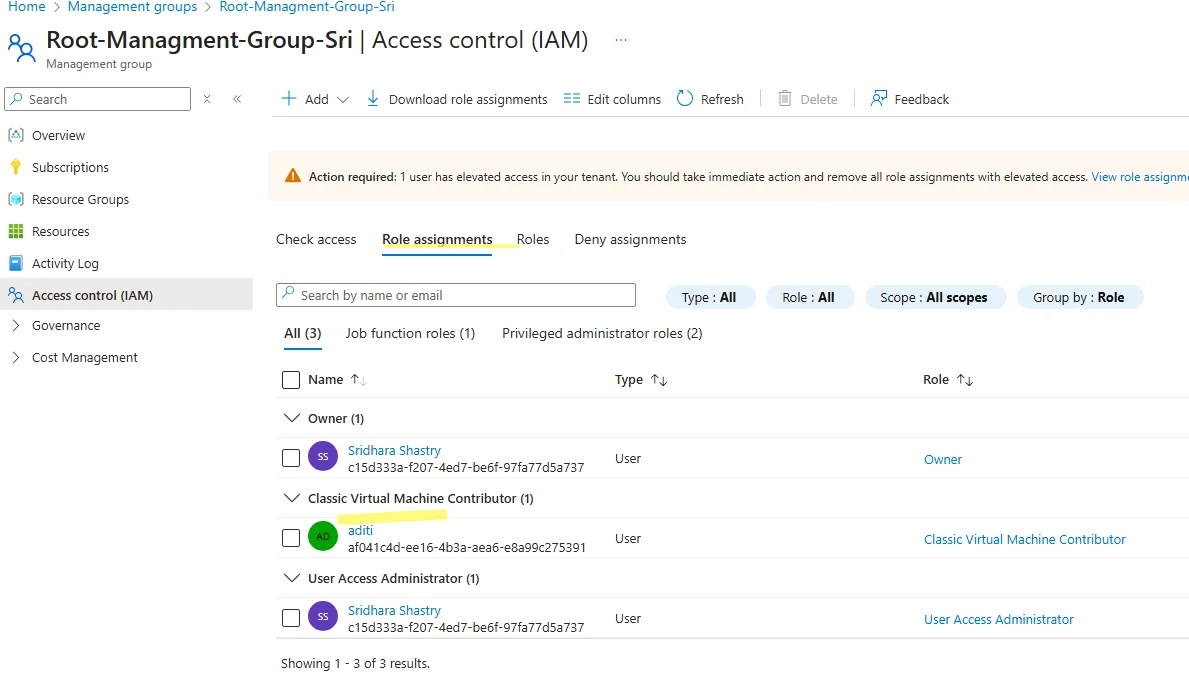 Home > Management groups > Root-Managment-Group-Sri
Root-Managment-Group-Sri | Access control (IAM) ...
Management group
Search
Add
Download role assignments
Edit columns
Refresh
Delete
Feedback
Overview
Subscriptions
Resource Groups
Resources
Activity Log
Access control (IAM)
Governance
Cost Management
Action required: 1 user has elevated access in your tenant. You should take immediate action and remove all role assignments with elevated access. View role assignme
Check access Role assignments Roles Deny assignments
Search by name or email Type : All Role : All Scope : All scopes Group by : Role
All (3) Job function roles (1) Privileged administrator roles (2)
Name Type Role
Owner (1)
SS Sridhara Shastry
c15d333a-f207-4ed7-be6f-97fa77d5a737 User Owner
Classic Virtual Machine Contributor (1)
AD aditi
af041c4d-ee16-4b3a-aea6-e8a99c275391 User Classic Virtual Machine Contributor
User Access Administrator (1)
SS Sridhara Shastry
c15d333a-f207-4ed7-be6f-97fa77d5a737 User User Access Administrator
Showing 1 - 3 of 3 results.